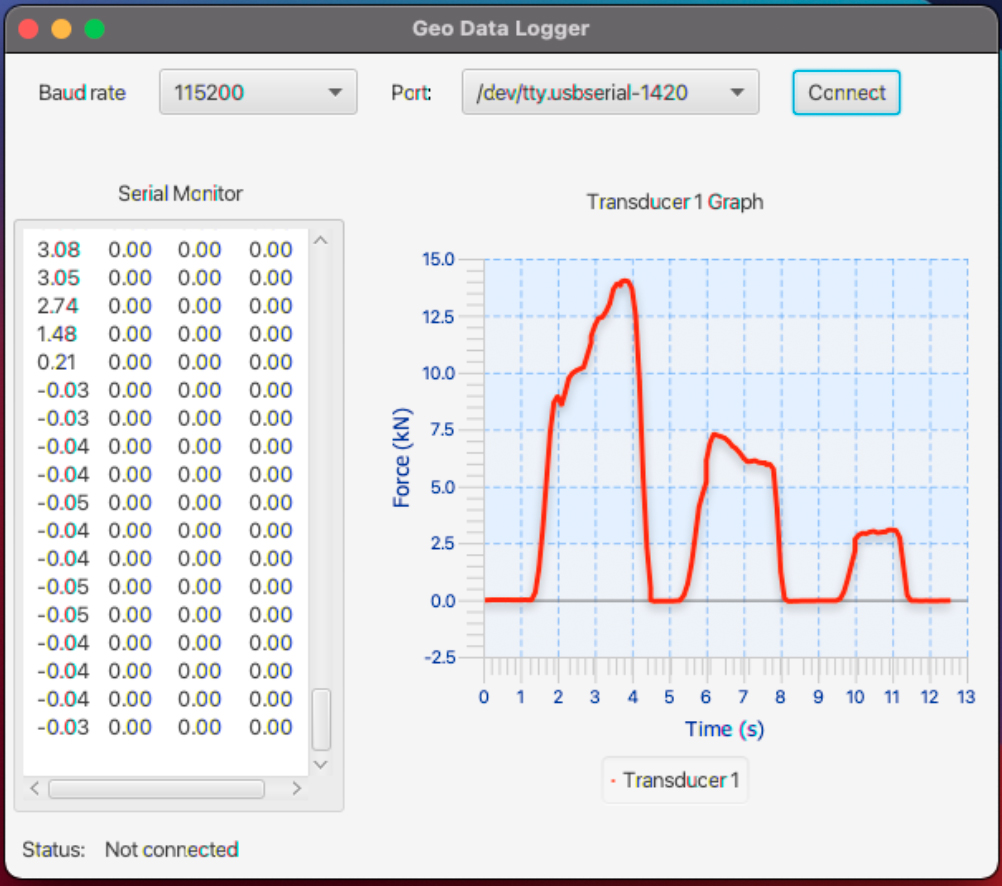 Geo Data Logger
Baud rate 115200 Port: /dev/tty.usbserial-1420 Connect
Serial Monitor
3.08 0.00 0.00 0.00
3.05 0.00 0.00 0.00
2.74 0.00 0.00 0.00
1.48 0.00 0.00 0.00
0.21 0.00 0.00 0.00
-0.03 0.00 0.00 0.00
-0.03 0.00 0.00 0.00
-0.04 0.00 0.00 0.00
-0.04 0.00 0.00 0.00
-0.05 0.00 0.00 0.00
-0.04 0.00 0.00 0.00
-0.04 0.00 0.00 0.00
-0.05 0.00 0.00 0.00
-0.05 0.00 0.00 0.00
-0.04 0.00 0.00 0.00
-0.04 0.00 0.00 0.00
-0.04 0.00 0.00 0.00
-0.03 0.00 0.00 0.00
Transducer 1 Graph
Force (kN)
15.0
12.5
10.0
7.5
5.0
2.5
0.0
-2.5
0 1 2 3 4 5 6 7 8 9 10 11 12 13
Time (s)
Transducer 1
Status: Not connected